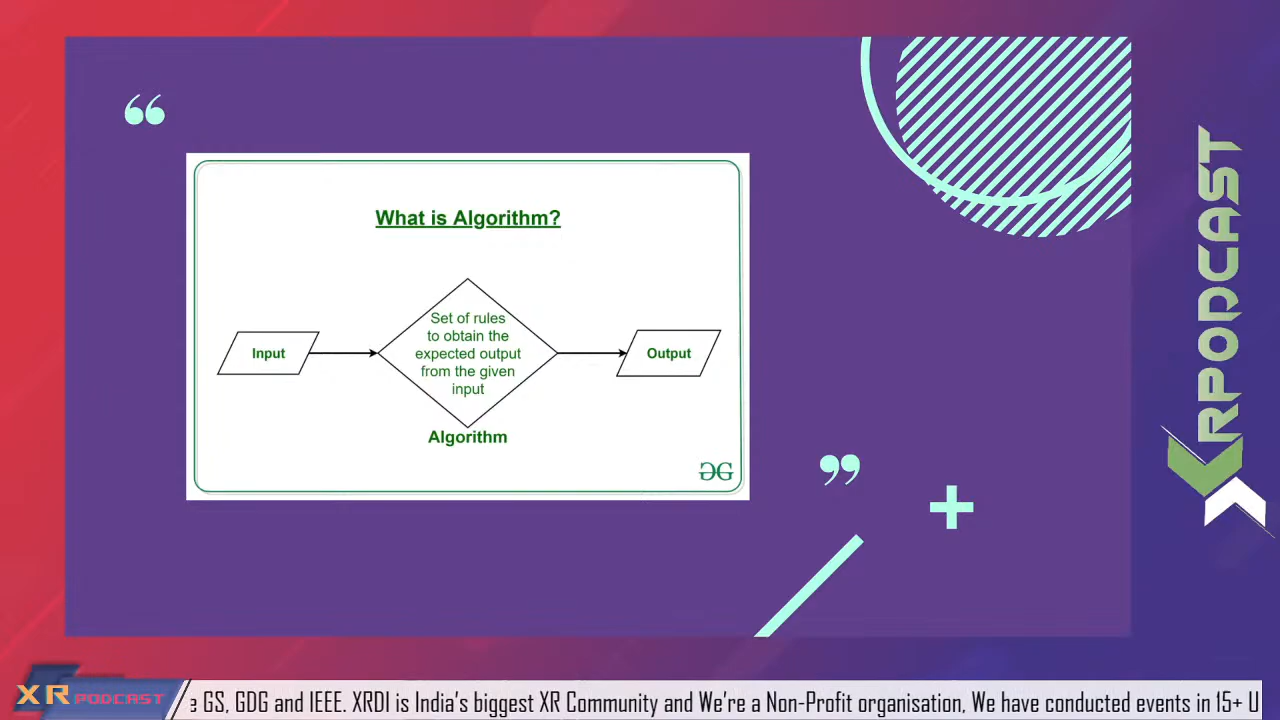 What is Algorithm?
Input
Set of rules
to obtain the
expected output
from the given
input
Output
Algorithm
XRPODCAST
XR PODCAST
GS, GDG and IEEE. XRDI is India's biggest XR Community and We're a Non-Profit organisation, We have conducted events in 15+ U